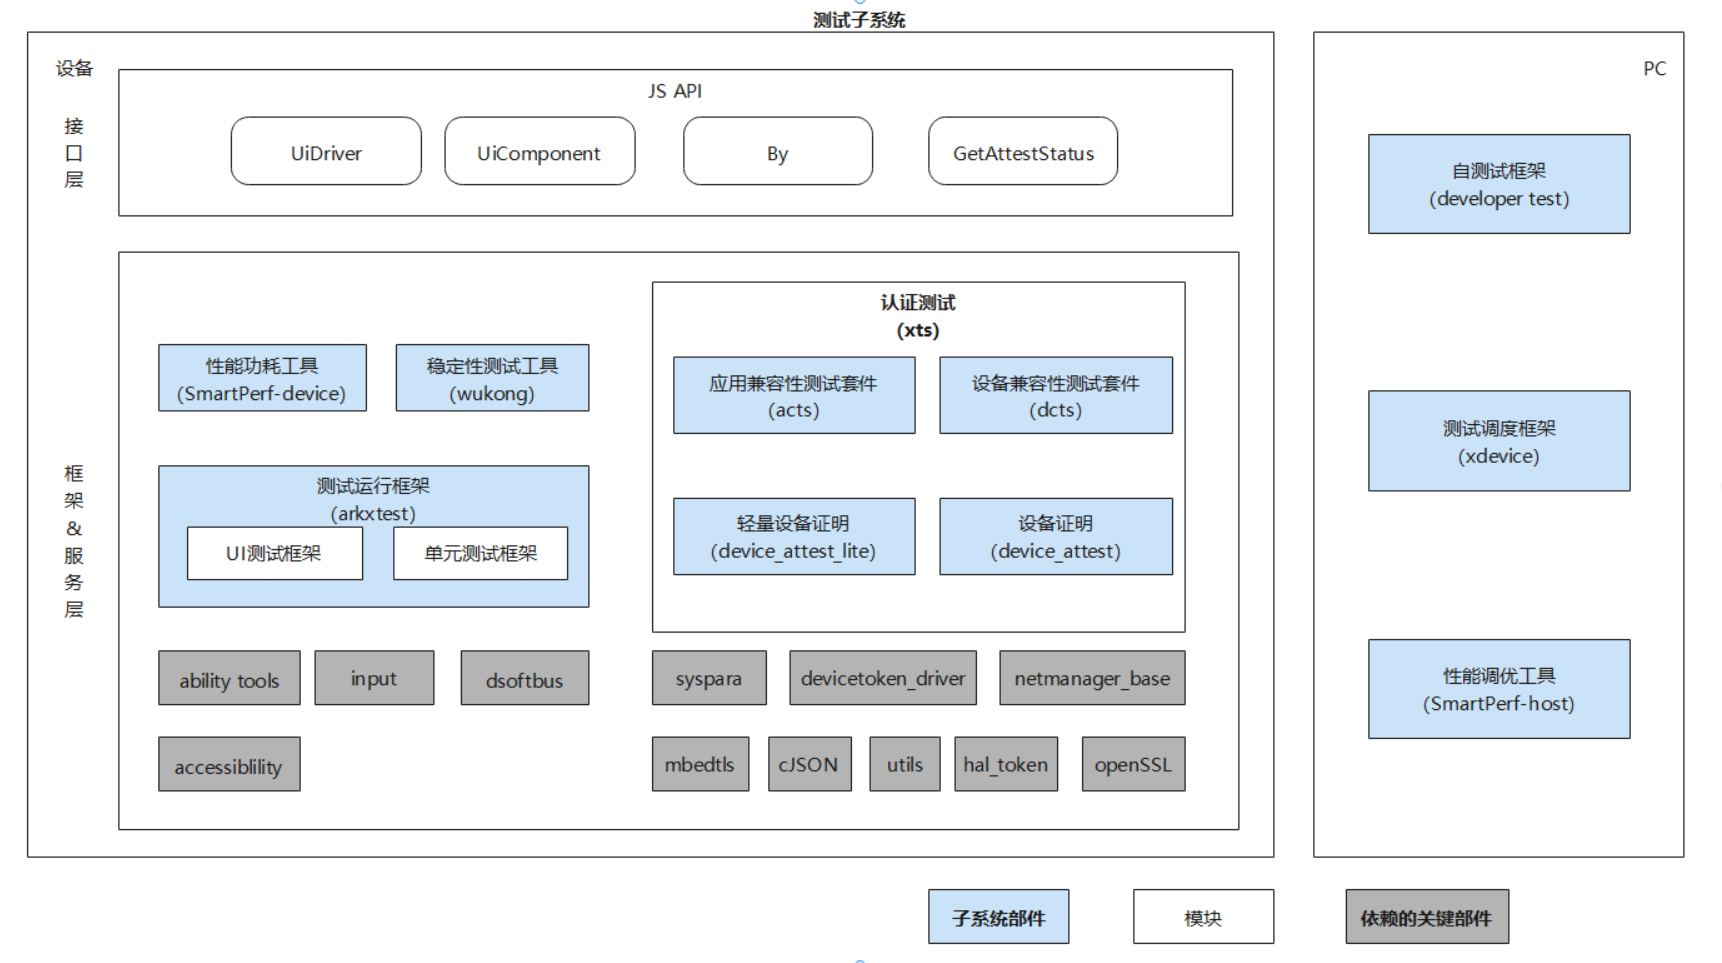 测试子系统
设备
PC
接
口
层
JS API
UiDriver
UiComponent
By
GetAttestStatus
框
架
&
服
务
层
性能功耗工具
(SmartPerf-device)
稳定性测试工具
(wukong)
测试运行框架
(arkxtest)
UI测试框架
单元测试框架
认证测试
(xts)
应用兼容性测试套件
(acts)
设备兼容性测试套件
(dcts)
轻量设备证明
(device_attest_lite)
设备证明
(device_attest)
ability tools
input
dsoftbus
syspara
devicetoken_driver
netmanager_base
accessiblility
mbedtls
cJSON
utils
hal_token
openSSL
自测试框架
(developer test)
测试调度框架
(xdevice)
性能调优工具
(SmartPerf-host)
子系统部件
模块
依赖的关键部件